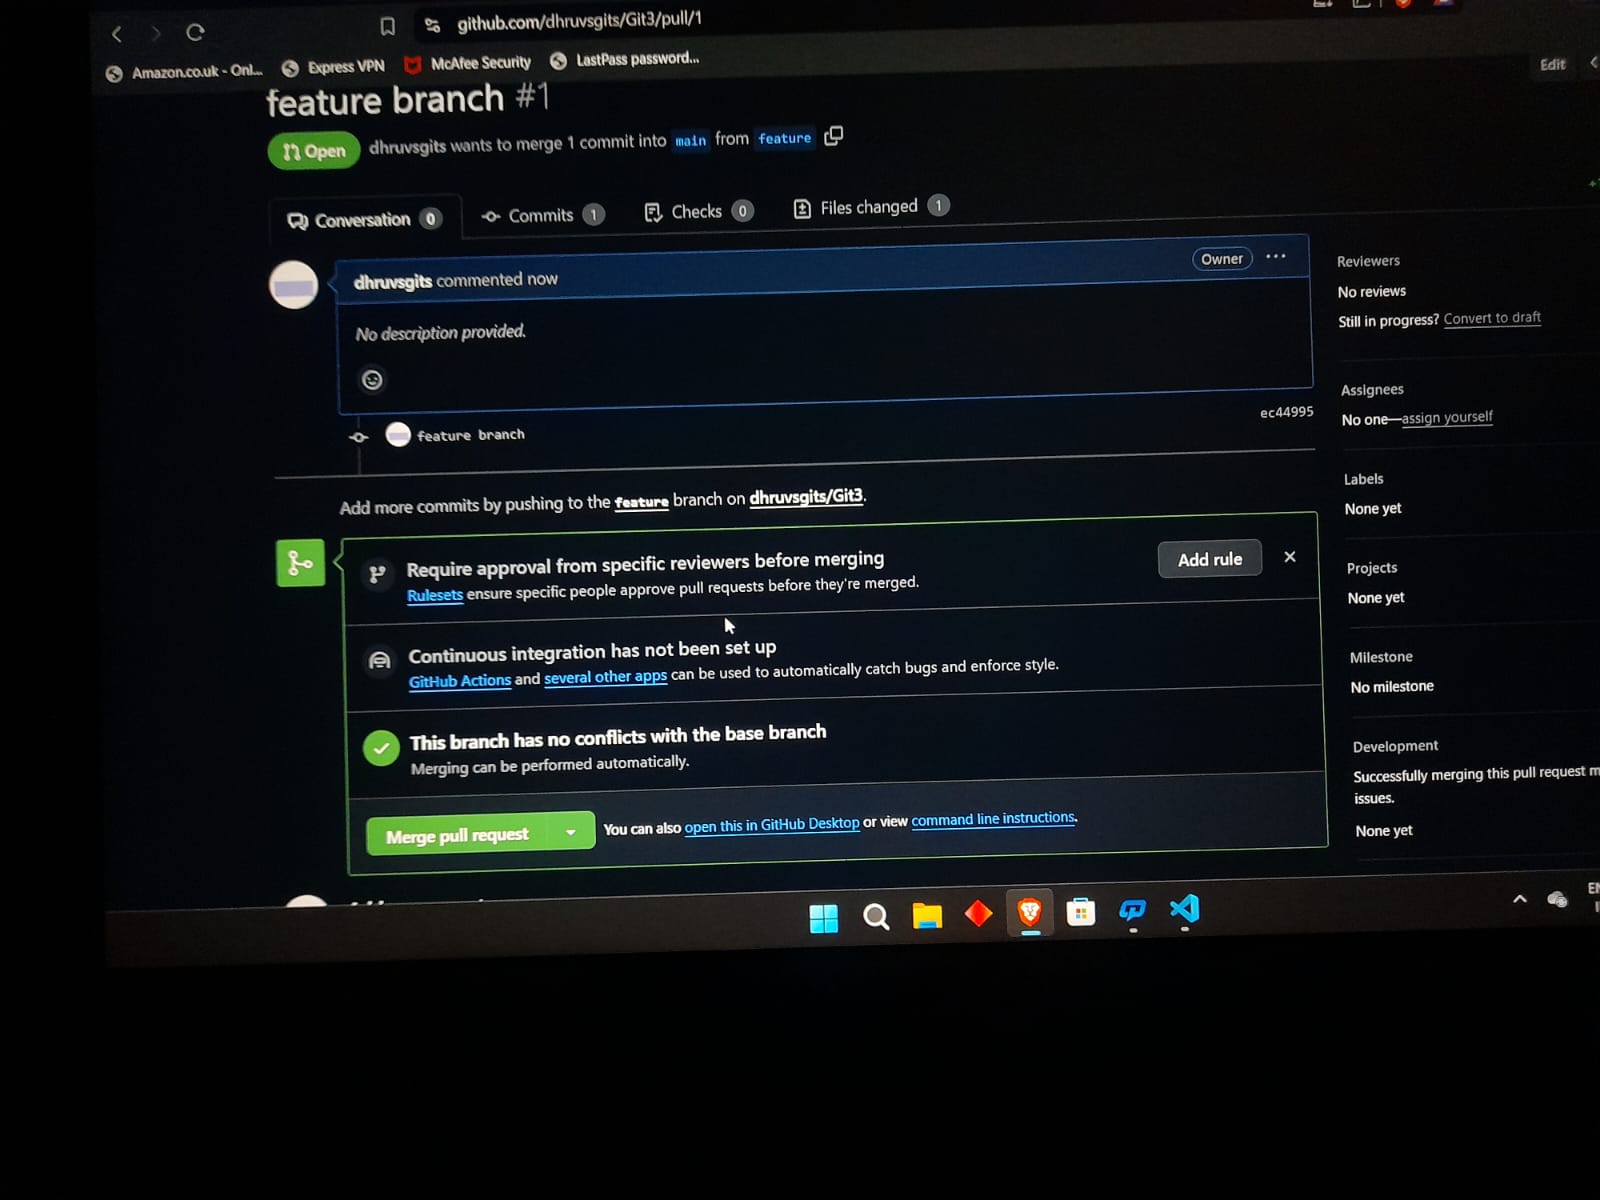 github.com/dhruvsgits/Git3/pull/1
Amazon.co.uk - Onl...
Express VPN
McAfee Security
LastPass password...
Edit
feature branch #1
Open
dhruvsgits wants to merge 1 commit into main from feature
Conversation 0
Commits 1
Checks 0
Files changed 1
dhruvsgits commented now
Owner
No description provided.
feature branch
ec44995
Add more commits by pushing to the feature branch on dhruvsgits/Git3.
Require approval from specific reviewers before merging
Rulesets ensure specific people approve pull requests before they're merged.
Add rule
Continuous integration has not been set up
GitHub Actions and several other apps can be used to automatically catch bugs and enforce style.
This branch has no conflicts with the base branch
Merging can be performed automatically.
Merge pull request
You can also open this in GitHub Desktop or view command line instructions.
Reviewers
No reviews
Still in progress? Convert to draft
Assignees
No one—assign yourself
Labels
None yet
Projects
None yet
Milestone
No milestone
Development
Successfully merging this pull request
issues.
None yet